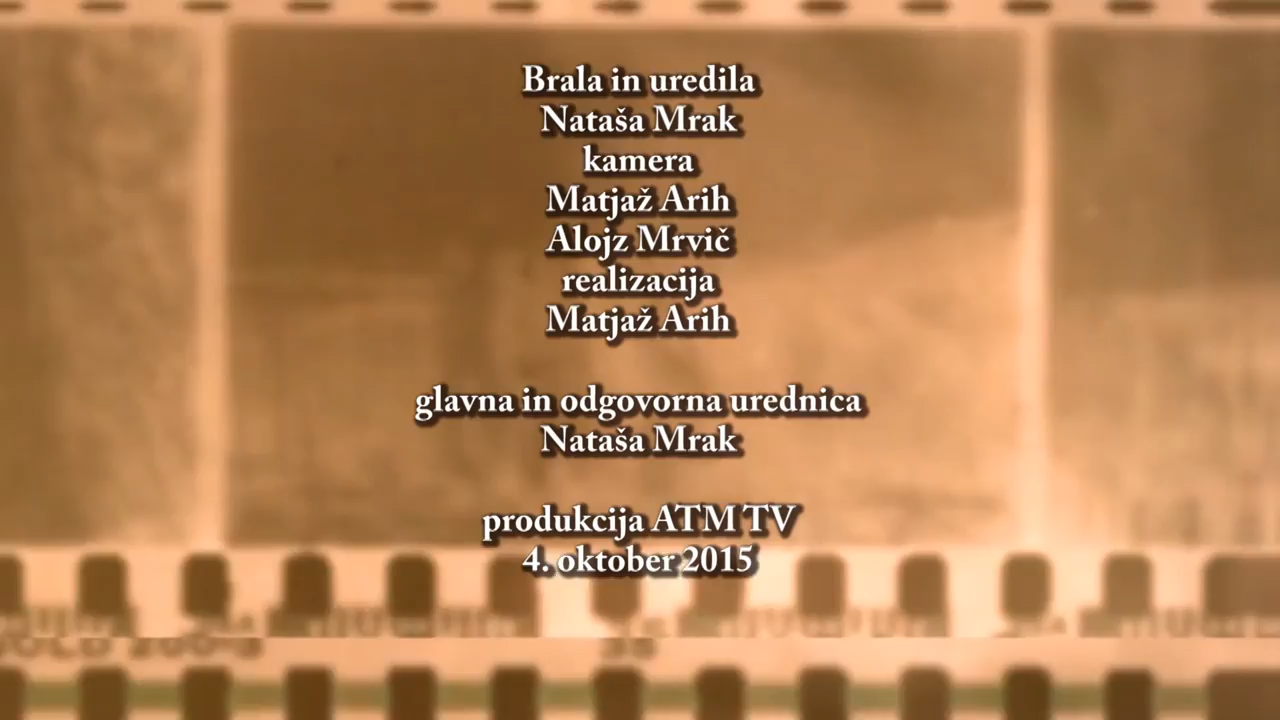 Brala in uredila
Nataša Mrak
kamera
Matjaž Arih
Alojz Mrvič
realizacija
Matjaž Arih
glavna in odgovorna urednica
Nataša Mrak
produkcija ATM TV
4. oktober 2015